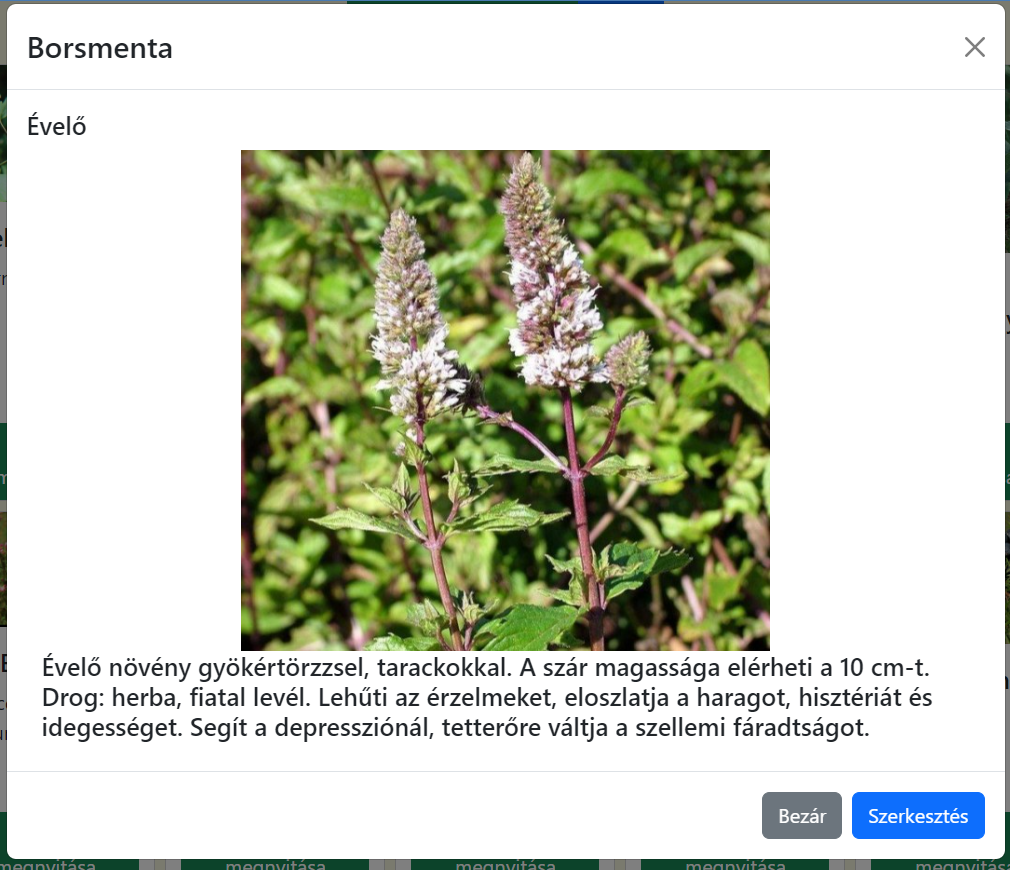 Borsmenta
Évelő
Évelő növény gyökértörzzsel, tarackokkal. A szár magassága elérheti a 10 cm-t.
Drog: herba, fiatal levél. Lehűti az érzelmeket, eloszlatja a haragot, hisztériát és
idegességet. Segít a depressziónál, tetterőre váltja a szellemi fáradtságot.
Bezár
Szerkesztés
megnyitása megnyitása megnyitása megnyitása megnyitása